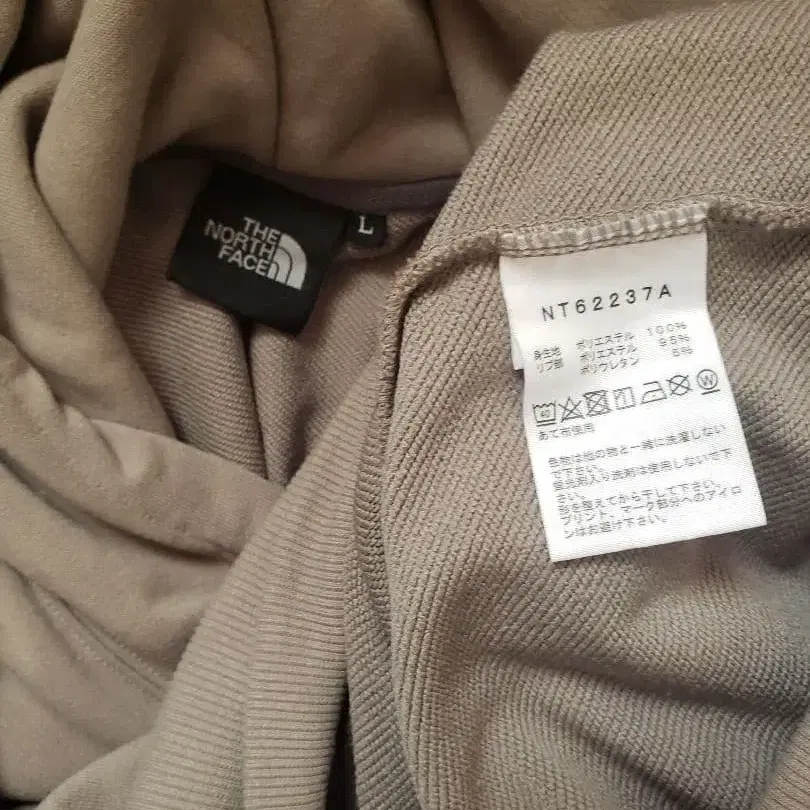 THE
NORTH
FACE
L
NT62237A
身生地 ポリエステル 100%
リブ部 ポリエステル 95%
ポリウレタン 5%
40
W
あて布使用
色物は他の物と一緒に洗濯しない
で下さい。
蛍光剤入り洗剤は使用しないで下
さい。
形を整えてから干して下さい。
プリント、マーク部分へのアイロ
ンはお避け下さい。